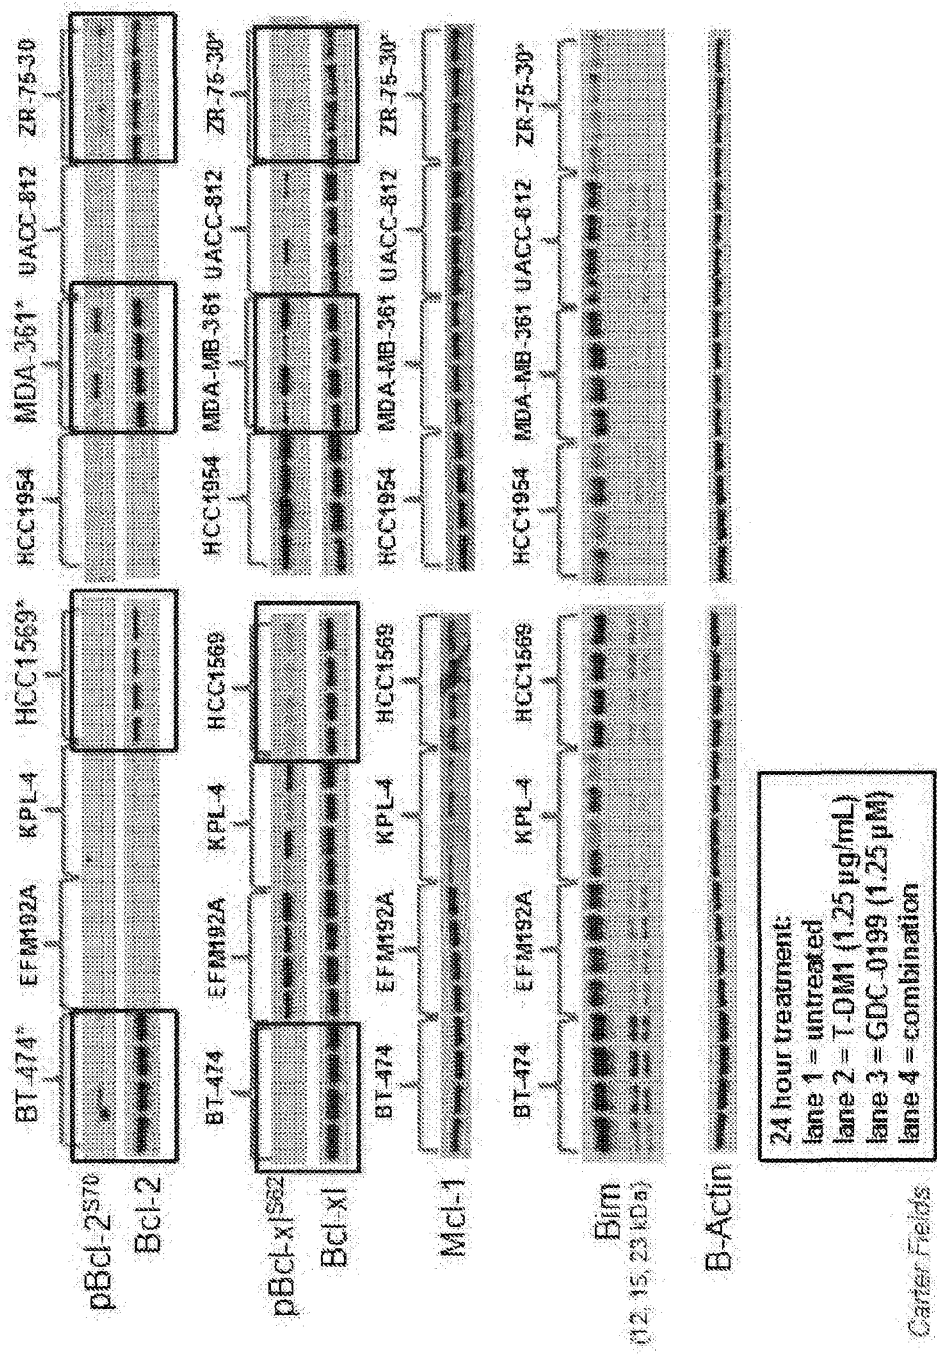 BT-474* EFM192A KPL-4 HCC1569* HCC1954 MDA-361* UACC-812 ZR-75-30
pBcl-2S70
Bcl-2
BT-474 EFM192A KPL-4 HCC1569 HCC1954 MDA-MB-361 UACC-812 ZR-75-30*
pBcl-xlS62
Bcl-xl
BT-474 EFM192A KPL-4 HCC1569 HCC1954 MDA-MB-361 UACC-812 ZR-75-30*
Mcl-1
BT-474 EFM192A KPL-4 HCC1569 HCC1954 MDA-MB-361 UACC-812 ZR-75-30*
Bim
(12, 15, 23 kDa)
B-Actin
24 hour treatment:
lane 1 = untreated
lane 2 = T-DM1 (1.25 µg/mL)
lane 3 = GDC-0199 (1.25 µM)
lane 4 = combination
Carter Fields